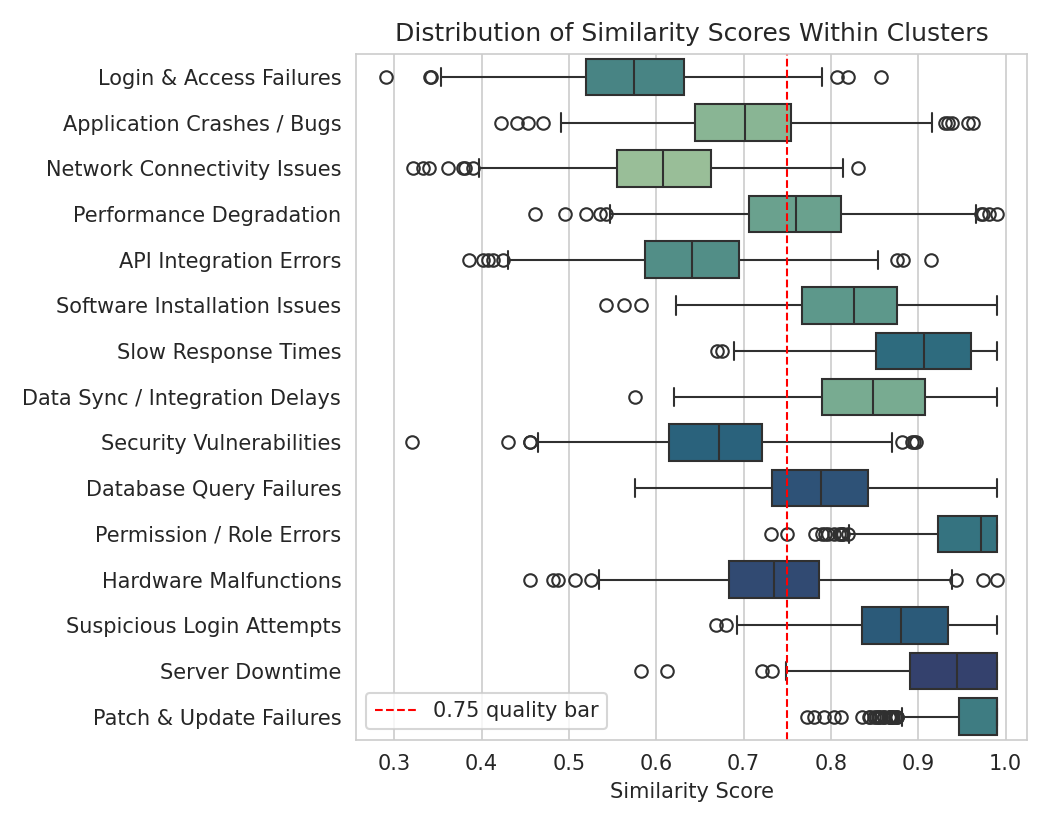 Distribution of Similarity Scores Within Clusters
Login & Access Failures
Application Crashes / Bugs
Network Connectivity Issues
Performance Degradation
API Integration Errors
Software Installation Issues
Slow Response Times
Data Sync / Integration Delays
Security Vulnerabilities
Database Query Failures
Permission / Role Errors
Hardware Malfunctions
Suspicious Login Attempts
Server Downtime
Patch & Update Failures
0.75 quality bar
0.3 0.4 0.5 0.6 0.7 0.8 0.9 1.0
Similarity Score